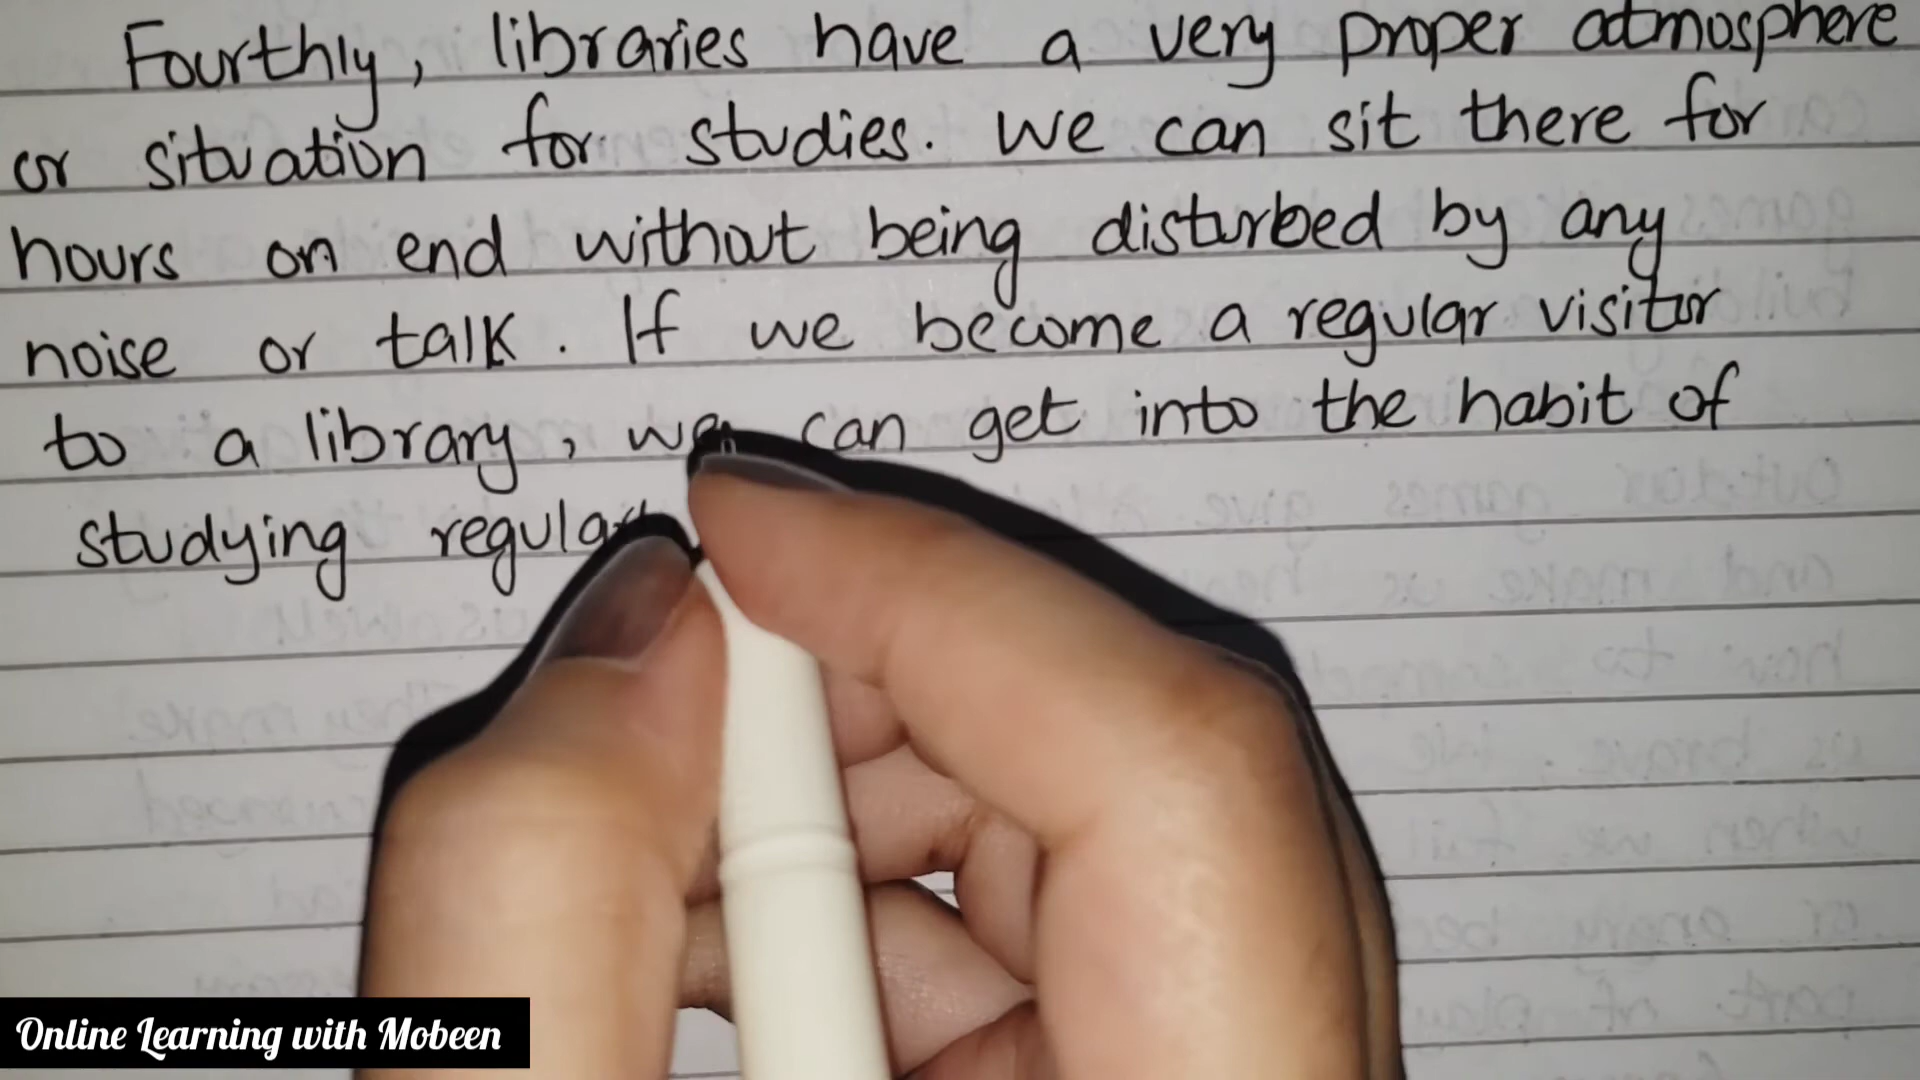 Fourthly, libraries have a very proper atmosphere
or situation for studies. We can sit there for
hours on end without being disturbed by any
noise or talk. If we become a regular visitor
to a library, we can get into the habit of
studying
Online Learning with Mobeen